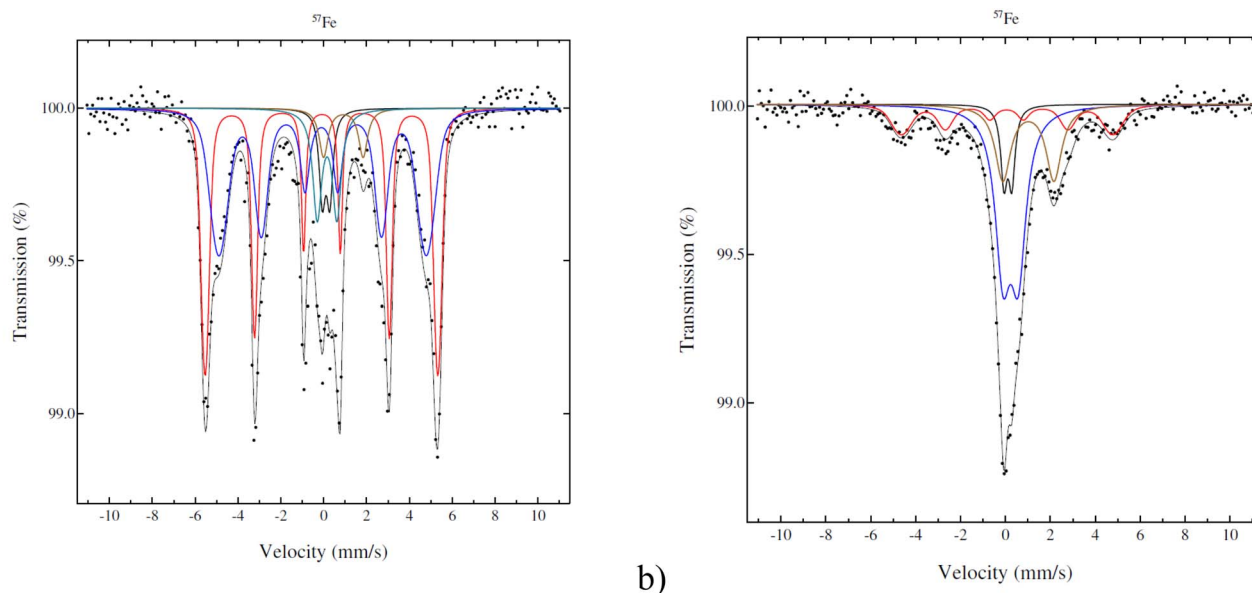 ⁵⁷Fe
Transmission (%)
100.0
99.5
99.0
-10 -8 -6 -4 -2 0 2 4 6 8 10
Velocity (mm/s)
b)
⁵⁷Fe
Transmission (%)
100.0
99.5
99.0
-10 -8 -6 -4 -2 0 2 4 6 8 10
Velocity (mm/s)